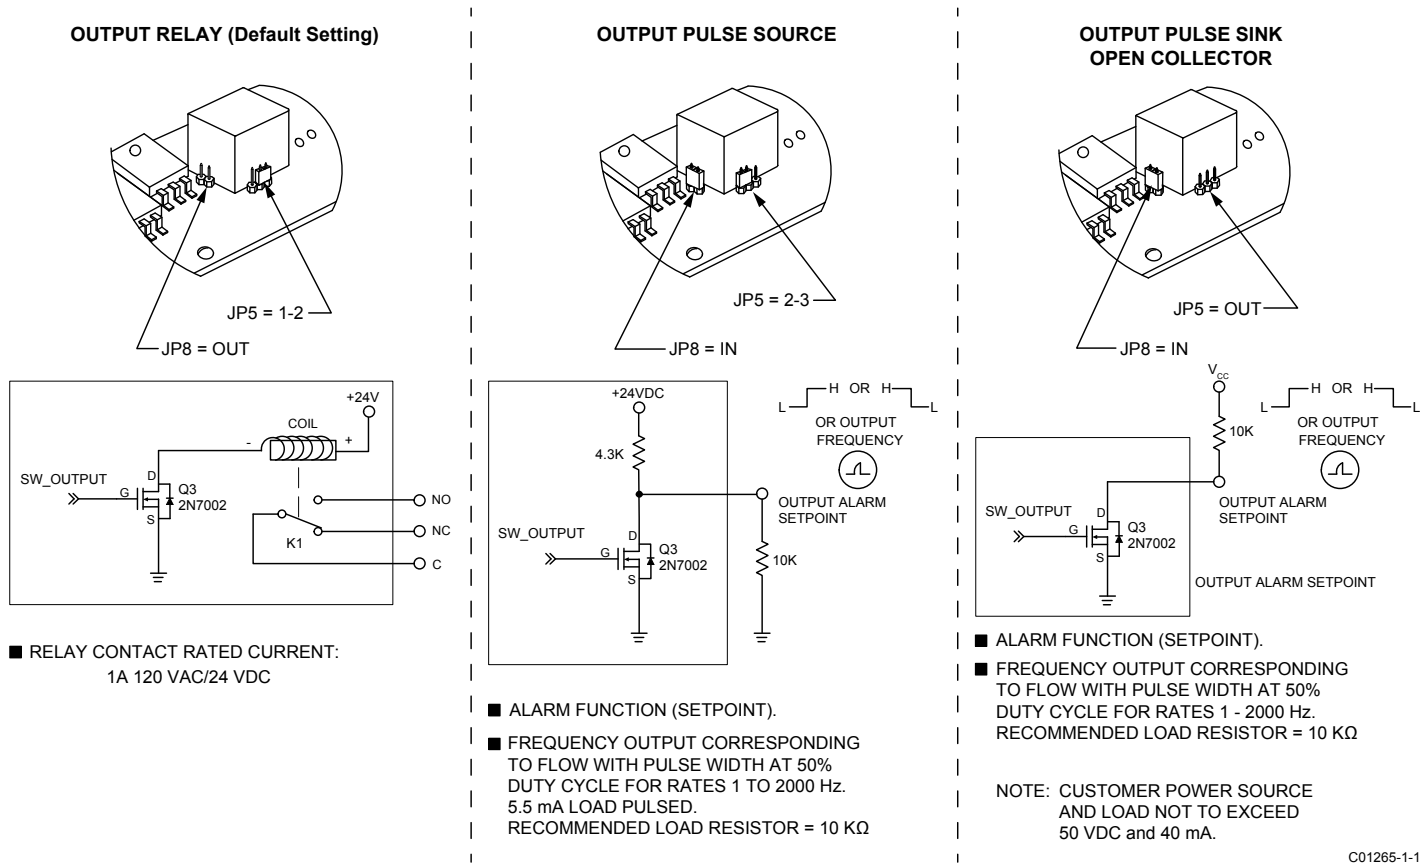 OUTPUT RELAY (Default Setting)
JP5 = 1-2
JP8 = OUT
+24V
COIL
- +
SW_OUTPUT
D
G
S
Q3
2N7002
K1
NO
NC
C
■ RELAY CONTACT RATED CURRENT:
1A 120 VAC/24 VDC
OUTPUT PULSE SOURCE
JP5 = 2-3
JP8 = IN
+24VDC
4.3K
SW_OUTPUT
D
G
S
Q3
2N7002
10K
H OR H
L L
OR OUTPUT
FREQUENCY
OUTPUT ALARM
SETPOINT
■ ALARM FUNCTION (SETPOINT).
■ FREQUENCY OUTPUT CORRESPONDING
TO FLOW WITH PULSE WIDTH AT 50%
DUTY CYCLE FOR RATES 1 TO 2000 Hz.
5.5 mA LOAD PULSED.
RECOMMENDED LOAD RESISTOR = 10 KΩ
OUTPUT PULSE SINK
OPEN COLLECTOR
JP5 = OUT
JP8 = IN
Vcc
10K
H OR H
L L
OR OUTPUT
FREQUENCY
OUTPUT ALARM
SETPOINT
SW_OUTPUT
D
G
S
Q3
2N7002
OUTPUT ALARM SETPOINT
■ ALARM FUNCTION (SETPOINT).
■ FREQUENCY OUTPUT CORRESPONDING
TO FLOW WITH PULSE WIDTH AT 50%
DUTY CYCLE FOR RATES 1 - 2000 Hz.
RECOMMENDED LOAD RESISTOR = 10 KΩ
NOTE: CUSTOMER POWER SOURCE
AND LOAD NOT TO EXCEED
50 VDC and 40 mA.
C01265-1-1